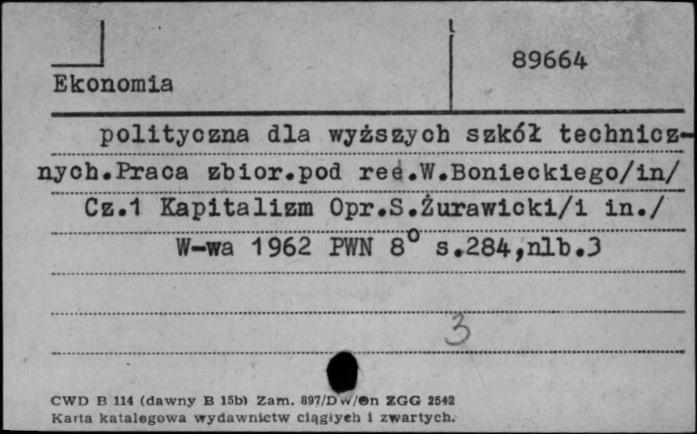 89664
Ekonomia
polityczna dla wyższych szkół technicz-
nych.Praca zbior.pod red.W.Bonieckiego/in/
Cz.1 Kapitalizm Opr.S.Żurawicki/i in./
W-wa 1962 PWN 8° s.284,nlb.3
3
CWD B 114 (dawny B 15b) Zam. 897/DW/en ZGG 2542
Karta katalogowa wydawnictw ciągłych i zwartych.